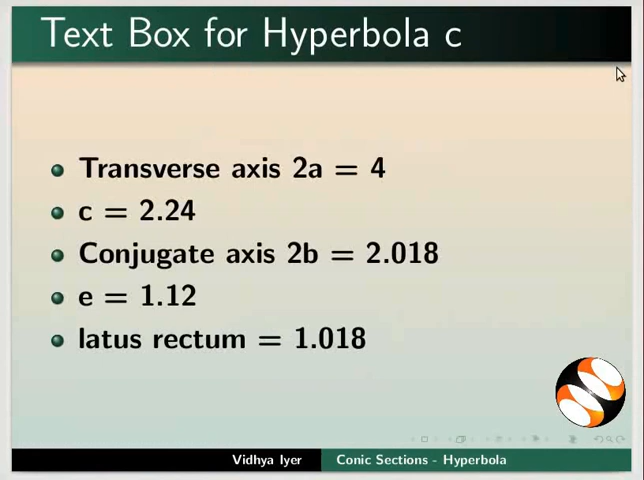 Text Box for Hyperbola c
Transverse axis 2a = 4
c = 2.24
Conjugate axis 2b = 2.018
e = 1.12
latus rectum = 1.018
Vidhya Iyer Conic Sections - Hyperbola